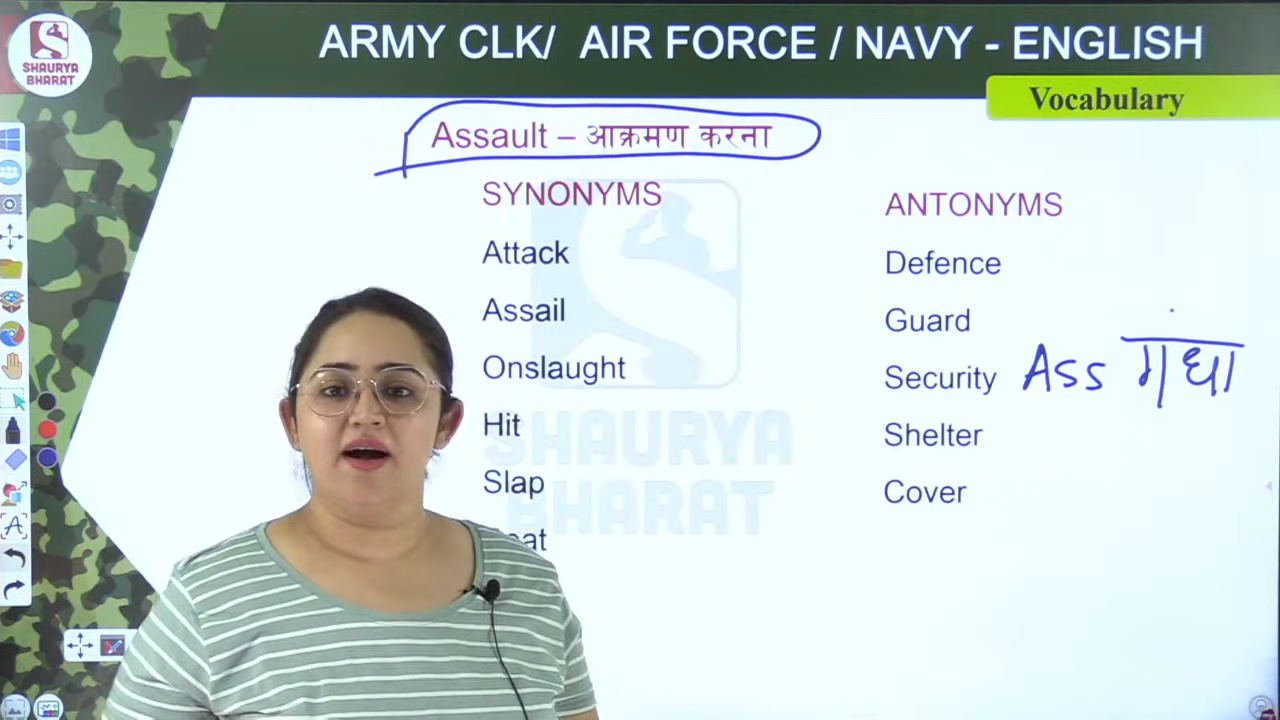 SHAURYA
BHARAT
ARMY CLK/ AIR FORCE / NAVY - ENGLISH
Vocabulary
Assault – आक्रमण करना
SYNONYMS
Attack
Assail
Onslaught
Hit
Slap
ANTONYMS
Defence
Guard
Security
Shelter
Cover
Ass गधा
SHAURYA
BHARAT